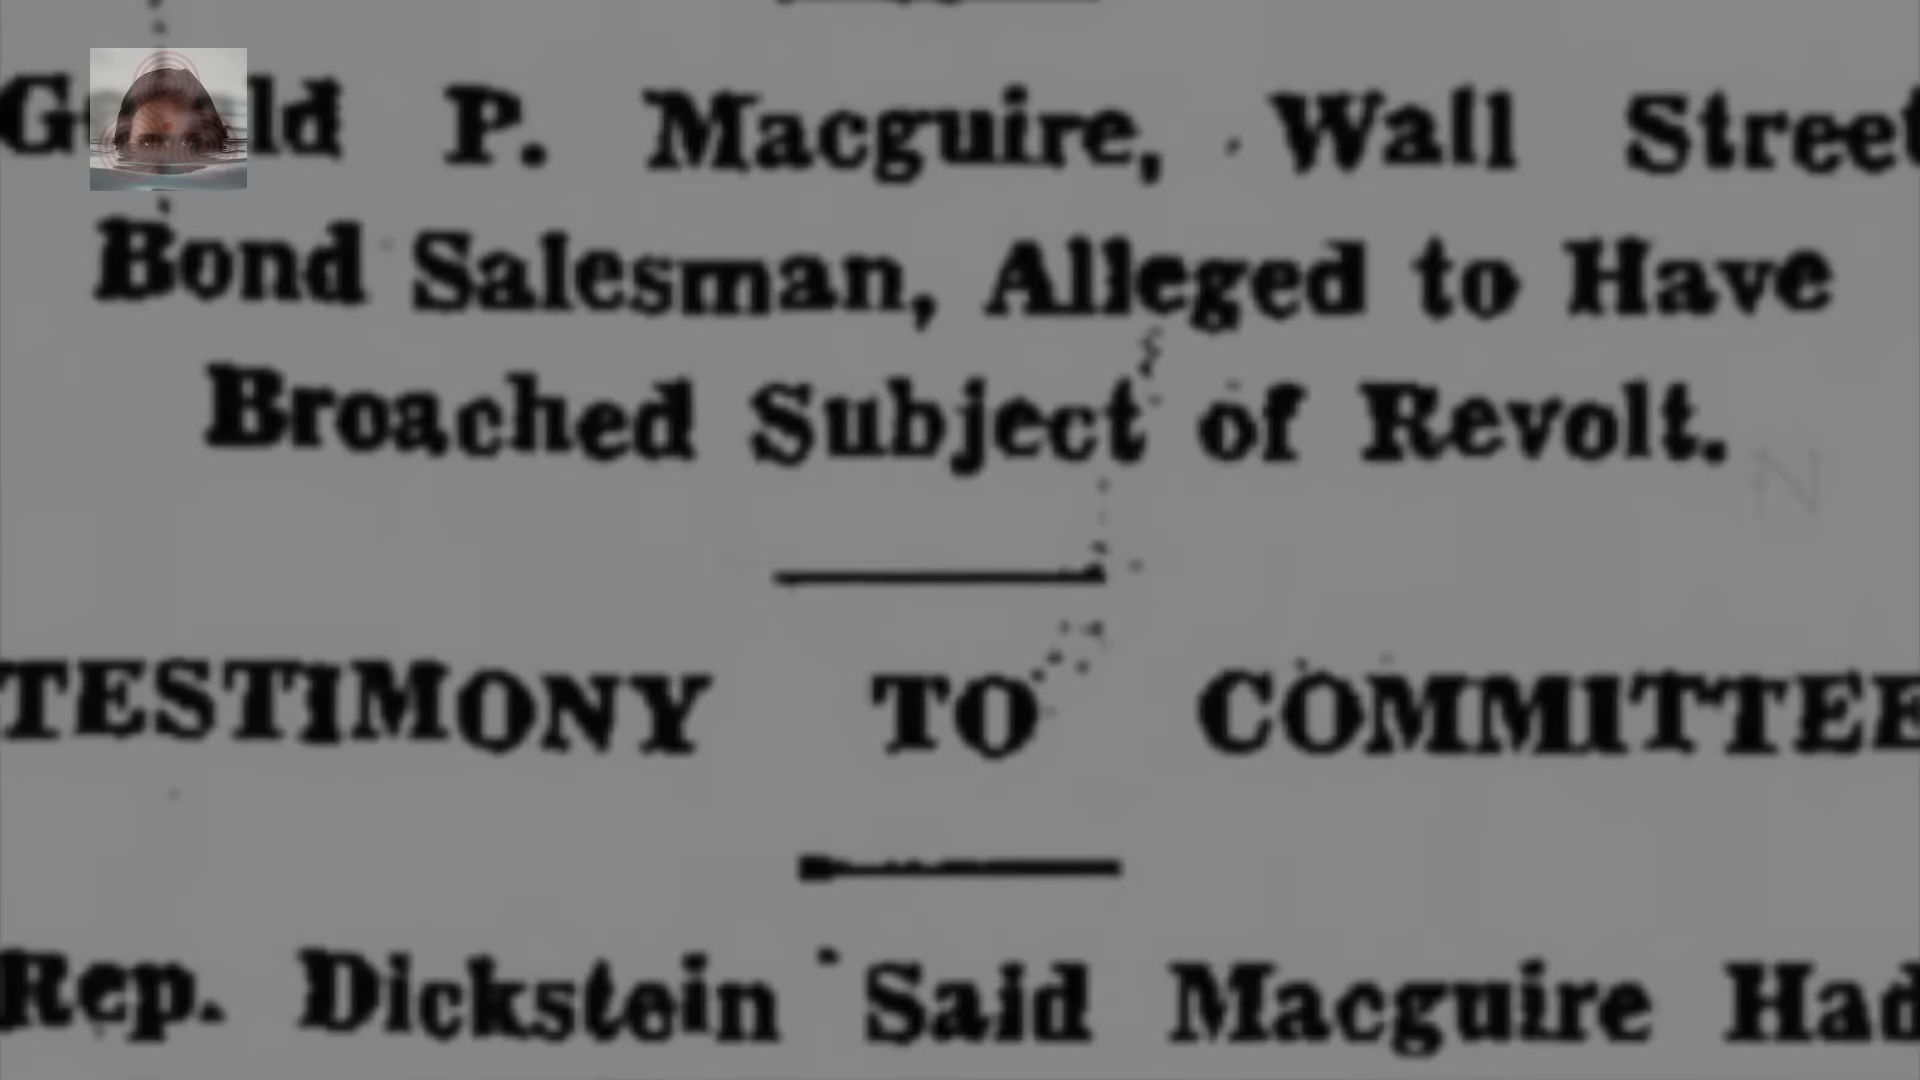 G ld P. Macguire, Wall Street
Bond Salesman, Alleged to Have
Broached Subject of Revolt.
TESTIMONY TO COMMITTEE
Rep. Dickstein Said Macguire Had